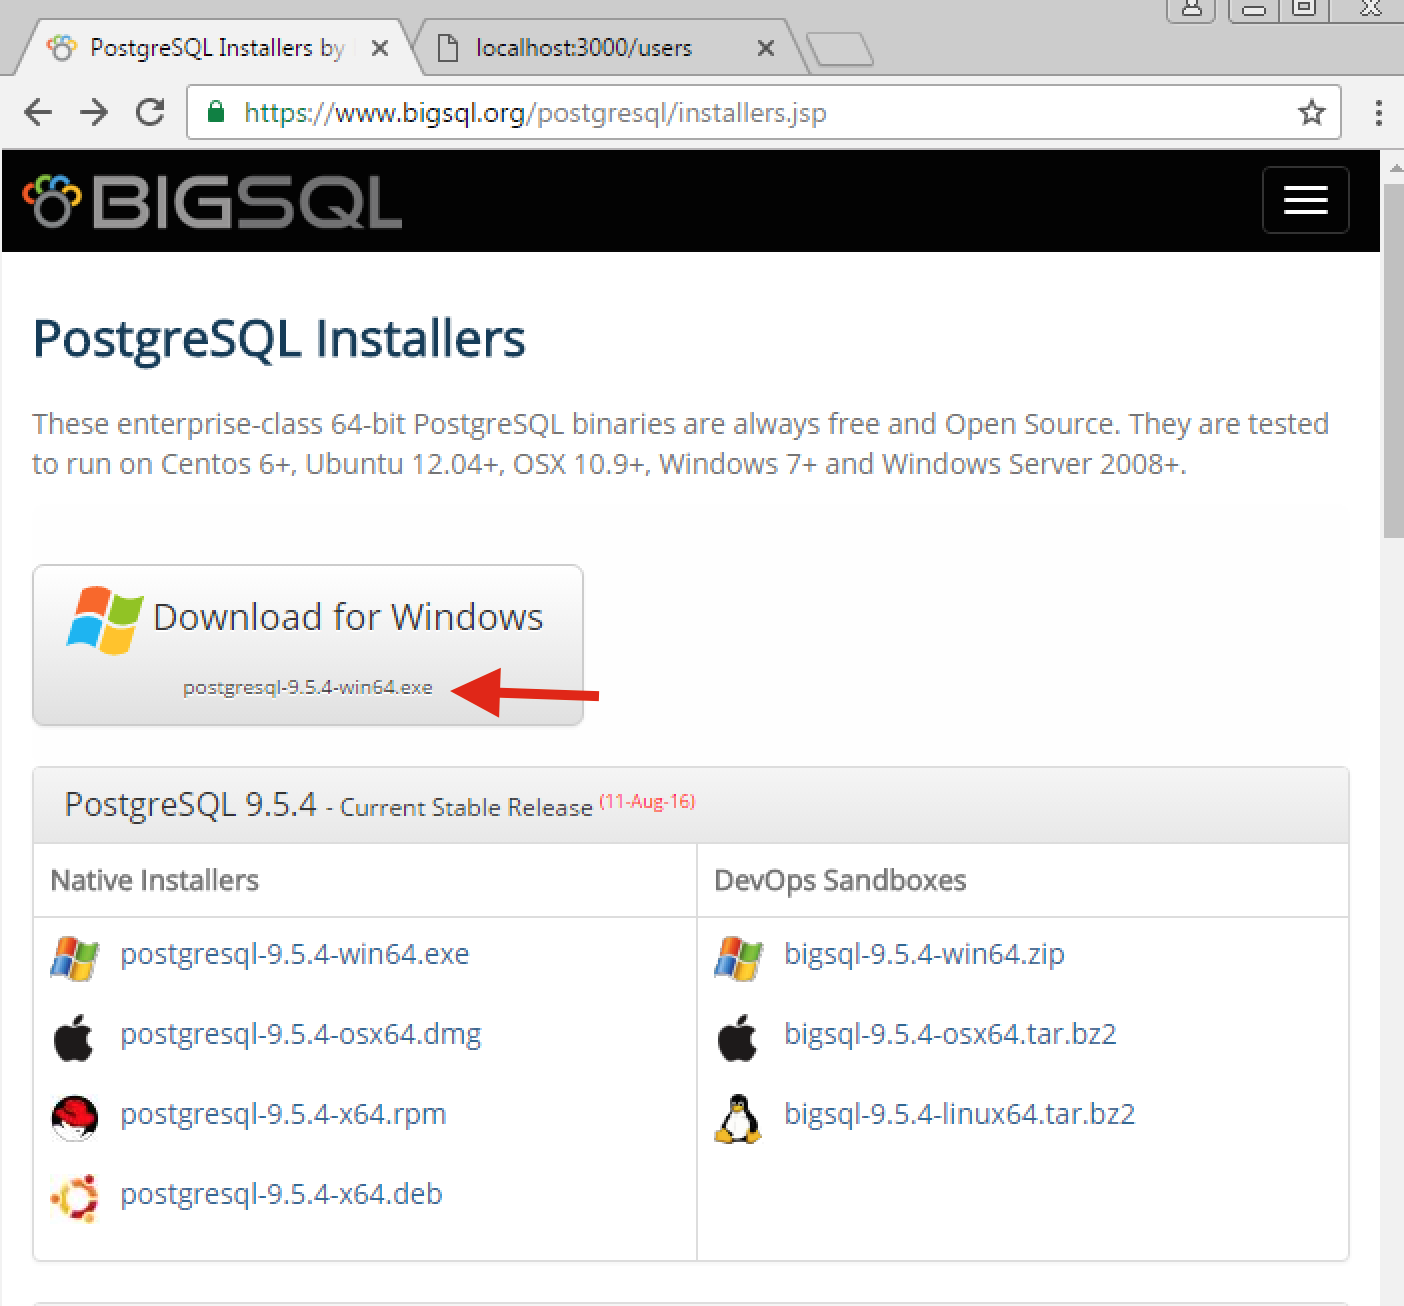 PostgreSQL Installers by
localhost:3000/users
https://www.bigsql.org/postgresql/installers.jsp
BIGSQL
PostgreSQL Installers
These enterprise-class 64-bit PostgreSQL binaries are always free and Open Source. They are tested
to run on Centos 6+, Ubuntu 12.04+, OSX 10.9+, Windows 7+ and Windows Server 2008+.
Download for Windows
postgresql-9.5.4-win64.exe
PostgreSQL 9.5.4 - Current Stable Release (11-Aug-16)
Native Installers
postgresql-9.5.4-win64.exe
postgresql-9.5.4-osx64.dmg
postgresql-9.5.4-x64.rpm
postgresql-9.5.4-x64.deb
DevOps Sandboxes
bigsql-9.5.4-win64.zip
bigsql-9.5.4-osx64.tar.bz2
bigsql-9.5.4-linux64.tar.bz2